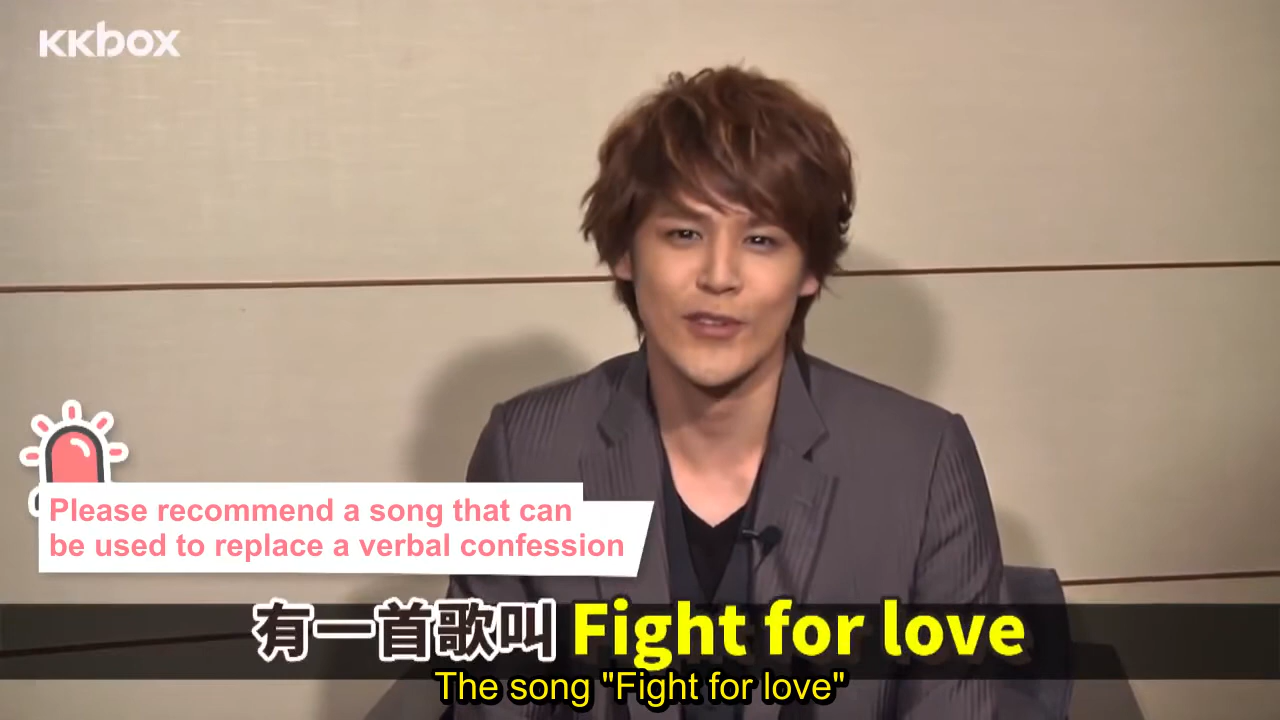 KKbox
Please recommend a song that can
be used to replace a verbal confession
有一首歌叫 Fight for love
The song "Fight for love"